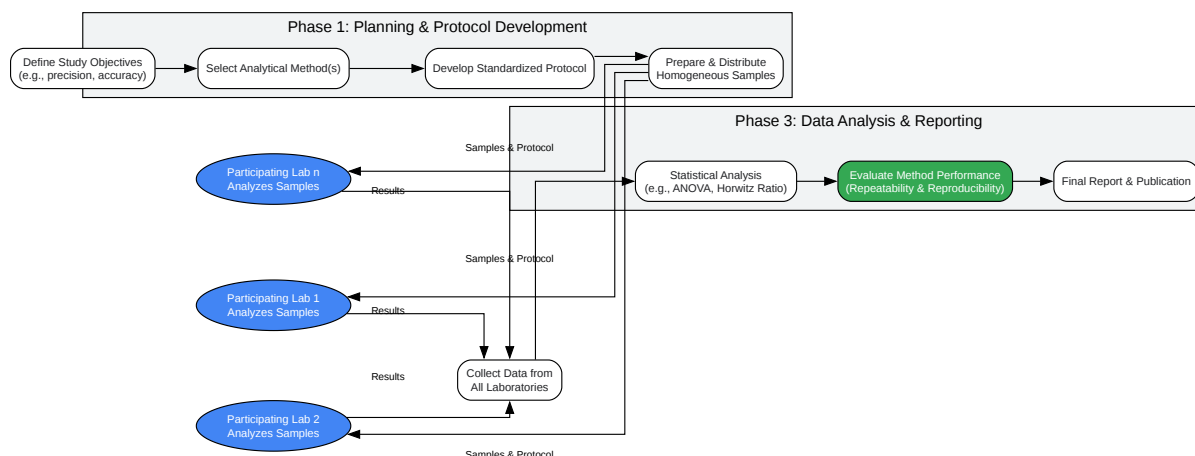 Phase 1: Planning & Protocol Development
Define Study Objectives
(e.g., precision, accuracy)
Select Analytical Method(s)
Develop Standardized Protocol
Prepare & Distribute
Homogeneous Samples
Phase 3: Data Analysis & Reporting
Samples & Protocol
Participating Lab n
Analyzes Samples
Results
Statistical Analysis
(e.g., ANOVA, Horwitz Ratio)
Evaluate Method Performance
(Repeatability & Reproducibility)
Final Report & Publication
Samples & Protocol
Participating Lab 1
Analyzes Samples
Results
Collect Data from
All Laboratories
Results
Participating Lab 2
Analyzes Samples
Samples & Protocol